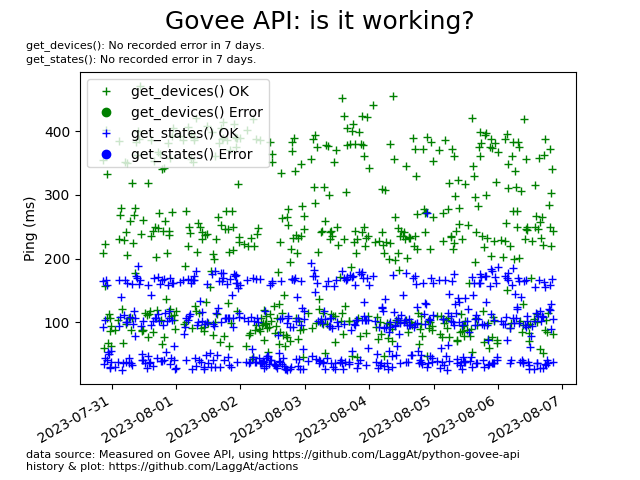 Govee API: is it working?
get_devices(): No recorded error in 7 days.
get_states(): No recorded error in 7 days.
get_devices() OK
get_devices() Error
get_states() OK
get_states() Error
400
300
200
100
Ping (ms)
2023-07-31
2023-08-01
2023-08-02
2023-08-03
2023-08-04
2023-08-05
2023-08-06
2023-08-07
data source: Measured on Govee API, using https://github.com/LaggAt/python-govee-api
history & plot: https://github.com/LaggAt/actions